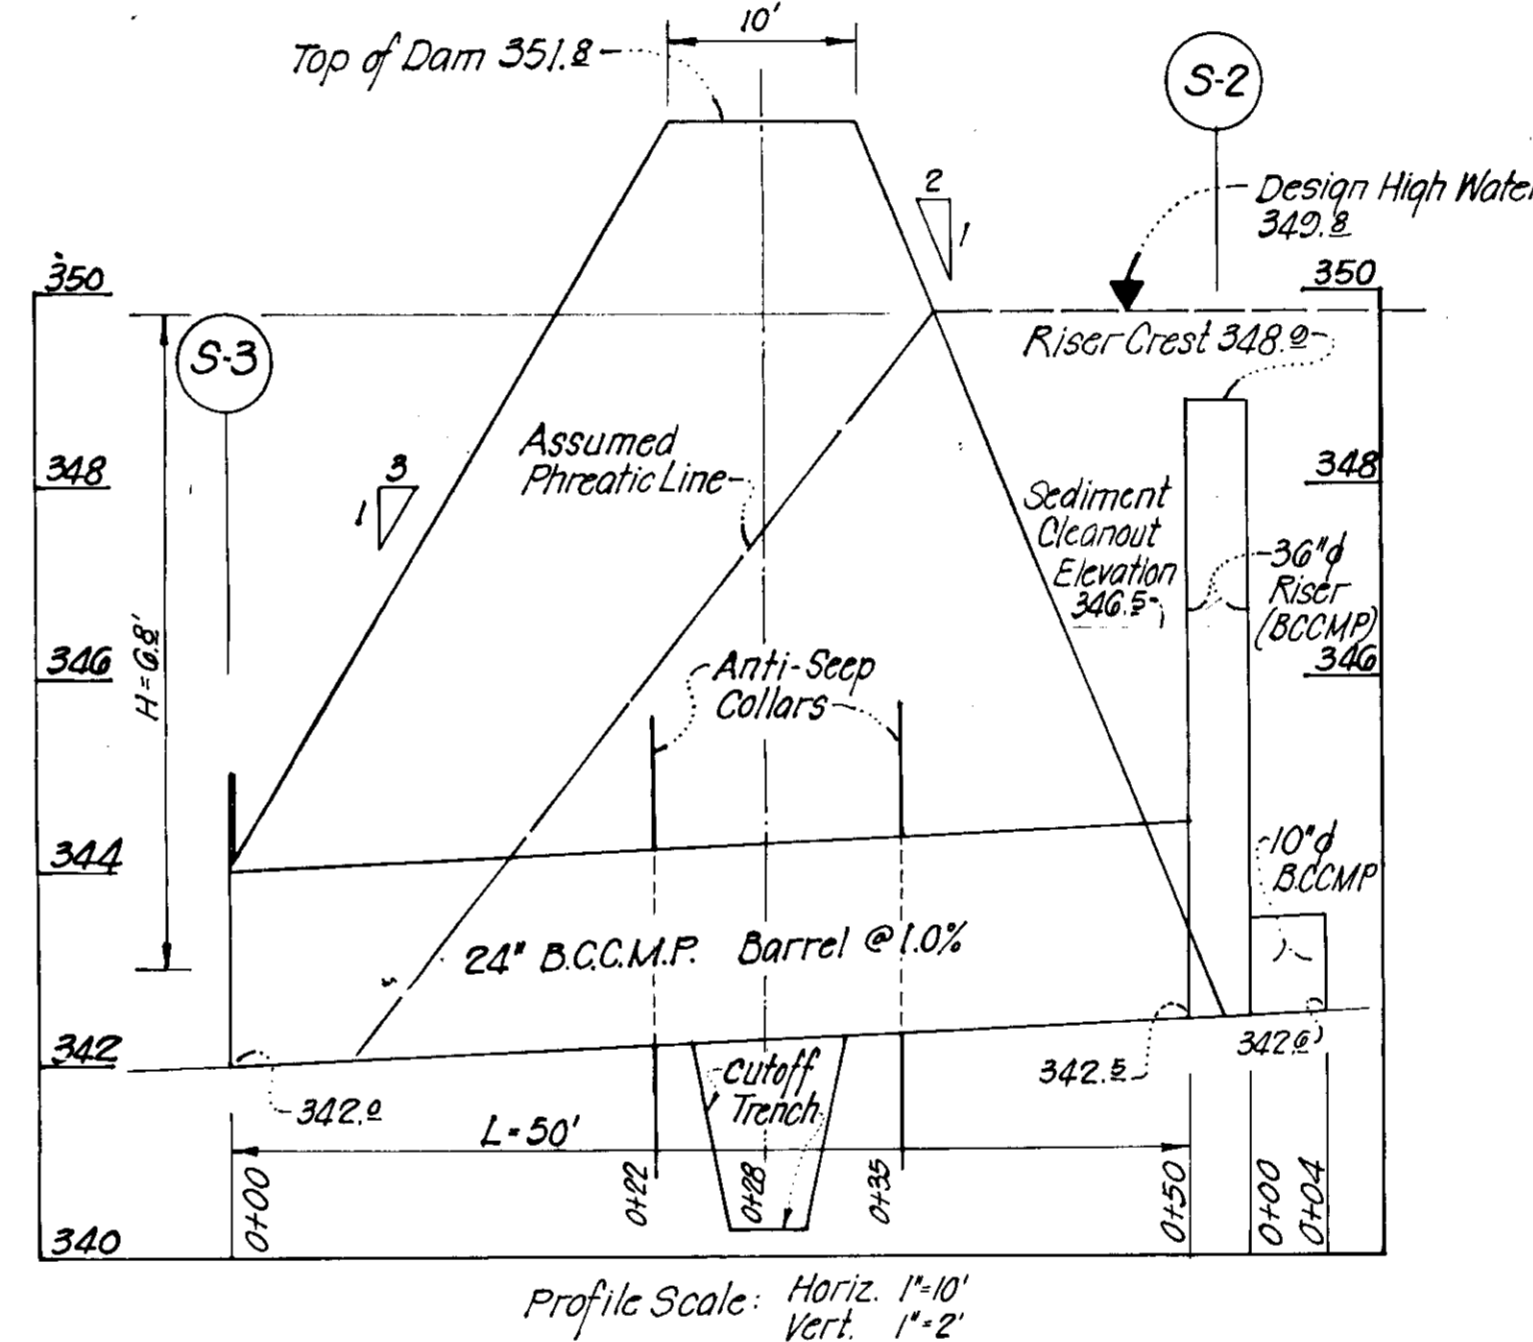 10'
Top of Dam 351.8
S-2
2
1
Design High Water
349.8
350
350
Riser Crest 348.0
S-3
Assumed
Phreatic Line
3
1
348
348
Sediment
Cleanout
Elevation
346.5
36"ϕ
Riser
(BCCMP)
H=6.8'
346
346
Anti-Seep
Collars
344
10"ϕ
B.C.CMP
24" B.C.C.M.P. Barrel @ 1.0%
342
342.0
Cutoff
Trench
342.5
342.6
L=50'
0+00
0+22
0+28
0+35
0+50
0+00
0+04
340
Profile Scale: Horiz. 1"=10'
Vert. 1"=2'